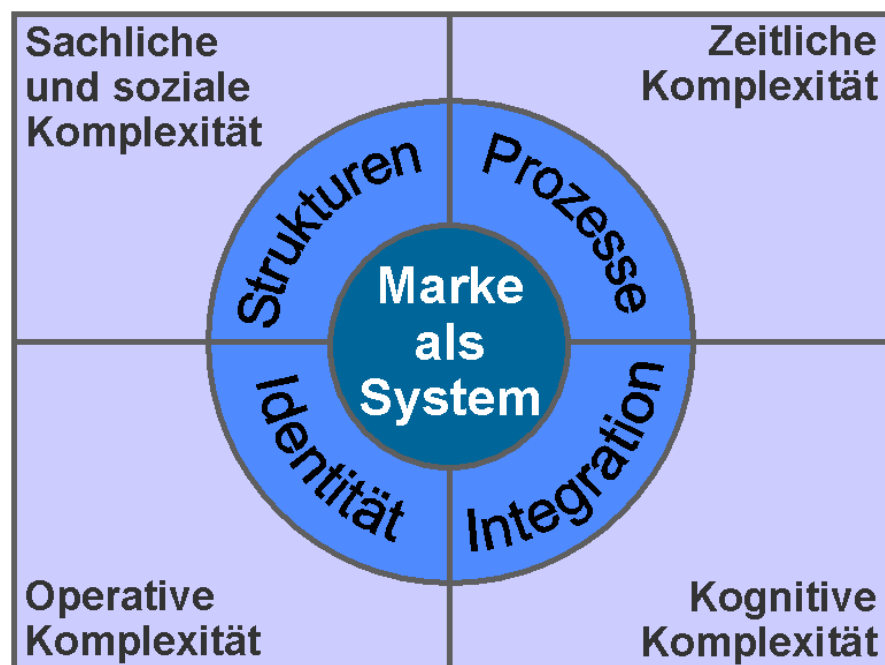 Sachliche
und soziale
Komplexität
Zeitliche
Komplexität
Strukturen
Prozesse
Marke
als
System
Identität
Integration
Operative
Komplexität
Kognitive
Komplexität